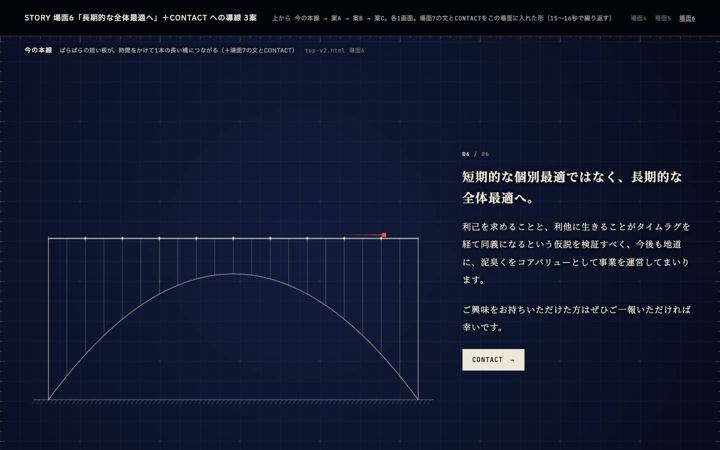 STORY 場面6「長期的な全体最適へ」＋CONTACT への導線 3案
上から 今の本線 → 案A → 案B → 案C。各1画面。場面7の文とCONTACTをこの場面に入れた形（15〜16秒で繰り返す）
場面4 場面5 場面6
今の本線 ばらばらの短い板が、時間をかけて1本の長い橋につながる（＋場面7の文とCONTACT） top-v2.html 場面6
06 / 06
短期的な個別最適ではなく、長期的な
全体最適へ。
利己を求めることと、利他に生きることがタイムラグを
経て同義になるという仮説を検証すべく、今後も地道
に、泥臭くをコアバリューとして事業を運営してまいり
ます。
ご興味をお持ちいただけた方はぜひご一報いただければ
幸いです。
CONTACT →